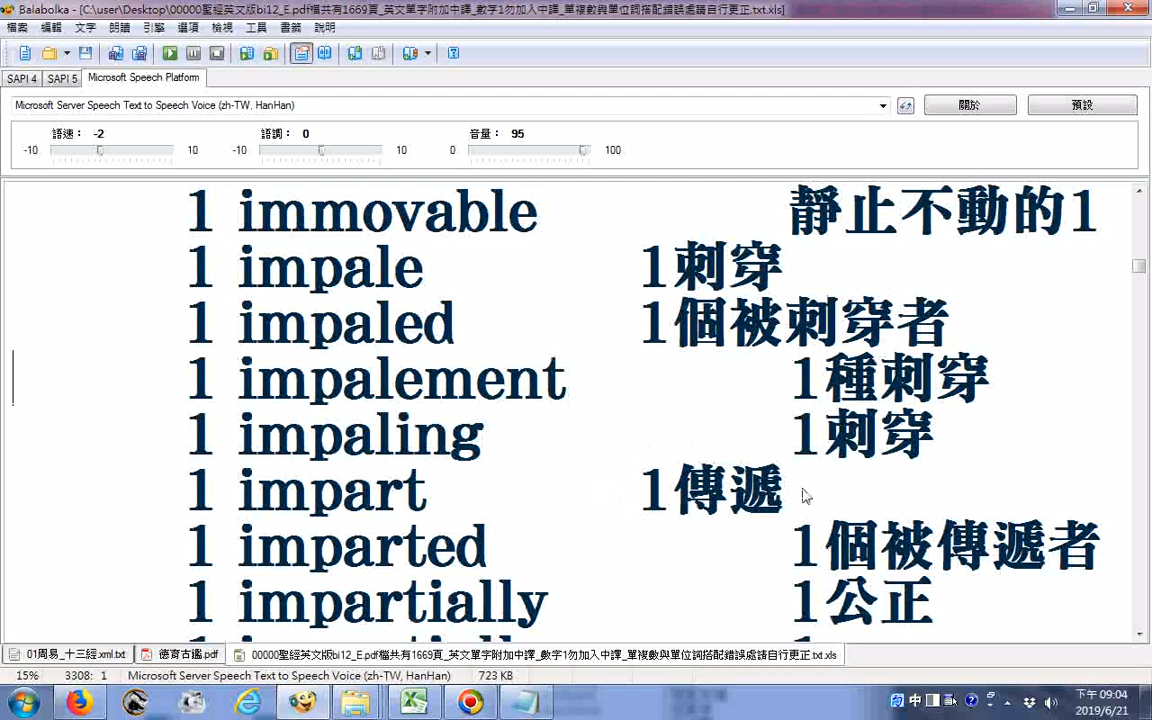 Balabolka - [C:\user\Desktop\00000聖經英文版bi12_E.pdf檔共有1669頁_英文單字附加中譯_數字1勿加入中譯_單複數與單位詞搭配錯誤處請自行更正.txt.xls]
檔案 編輯 文字 朗讀 引擎 選項 檢視 工具 書籤 說明
SAPI 4 SAPI 5 Microsoft Speech Platform
Microsoft Server Speech Text to Speech Voice (zh-TW, HanHan) 關於 預設
語速： -2 語調： 0 音量： 95
-10 10 -10 10 0 100
1 immovable 靜止不動的1
1 impale 1刺穿
1 impaled 1個被刺穿者
1 impalement 1種刺穿
1 impaling 1刺穿
1 impart 1傳遞
1 imparted 1個被傳遞者
1 impartially 1公正
01周易_十三經.xml.txt 德育古鑑.pdf 00000聖經英文版bi12_E.pdf檔共有1669頁_英文單字附加中譯_數字1勿加入中譯_單複數與單位詞搭配錯誤處請自行更正.txt.xls
15% 3308: 1 Microsoft Server Speech Text to Speech Voice (zh-TW, HanHan) 723 KB
中 下午 09:04
2019/6/21